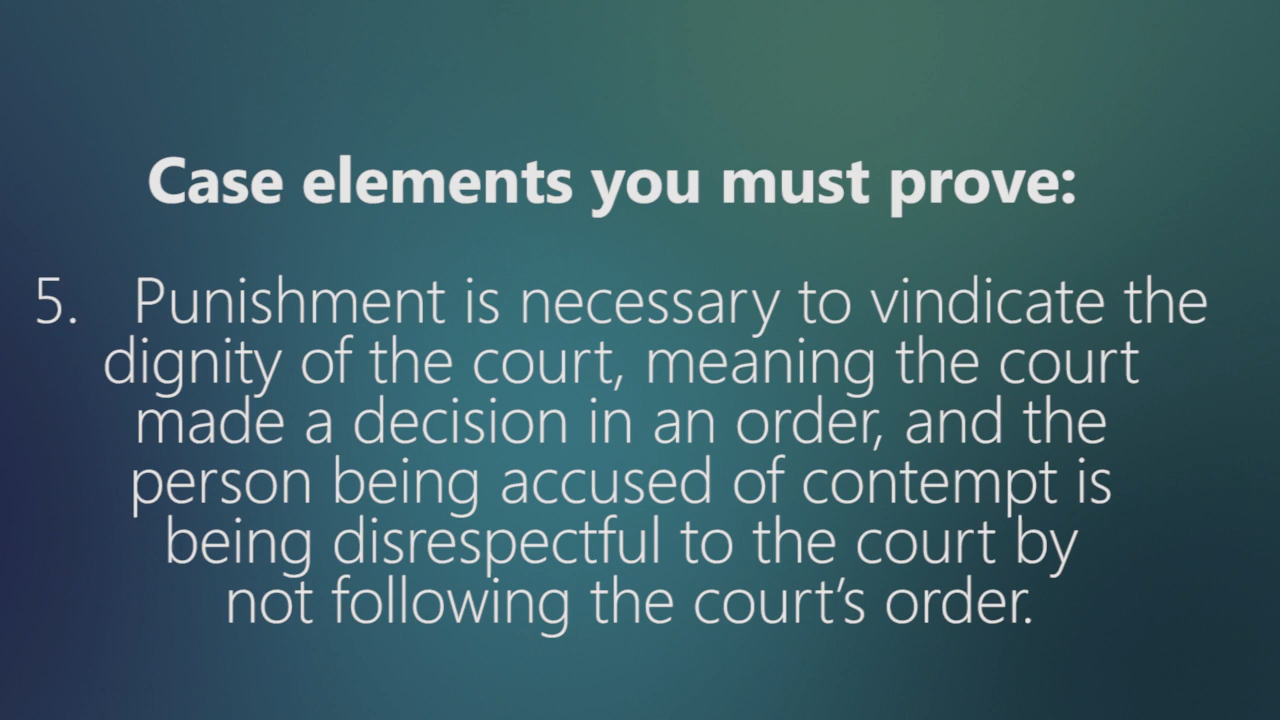 Case elements you must prove:
5. Punishment is necessary to vindicate the
dignity of the court, meaning the court
made a decision in an order, and the
person being accused of contempt is
being disrespectful to the court by
not following the court’s order.